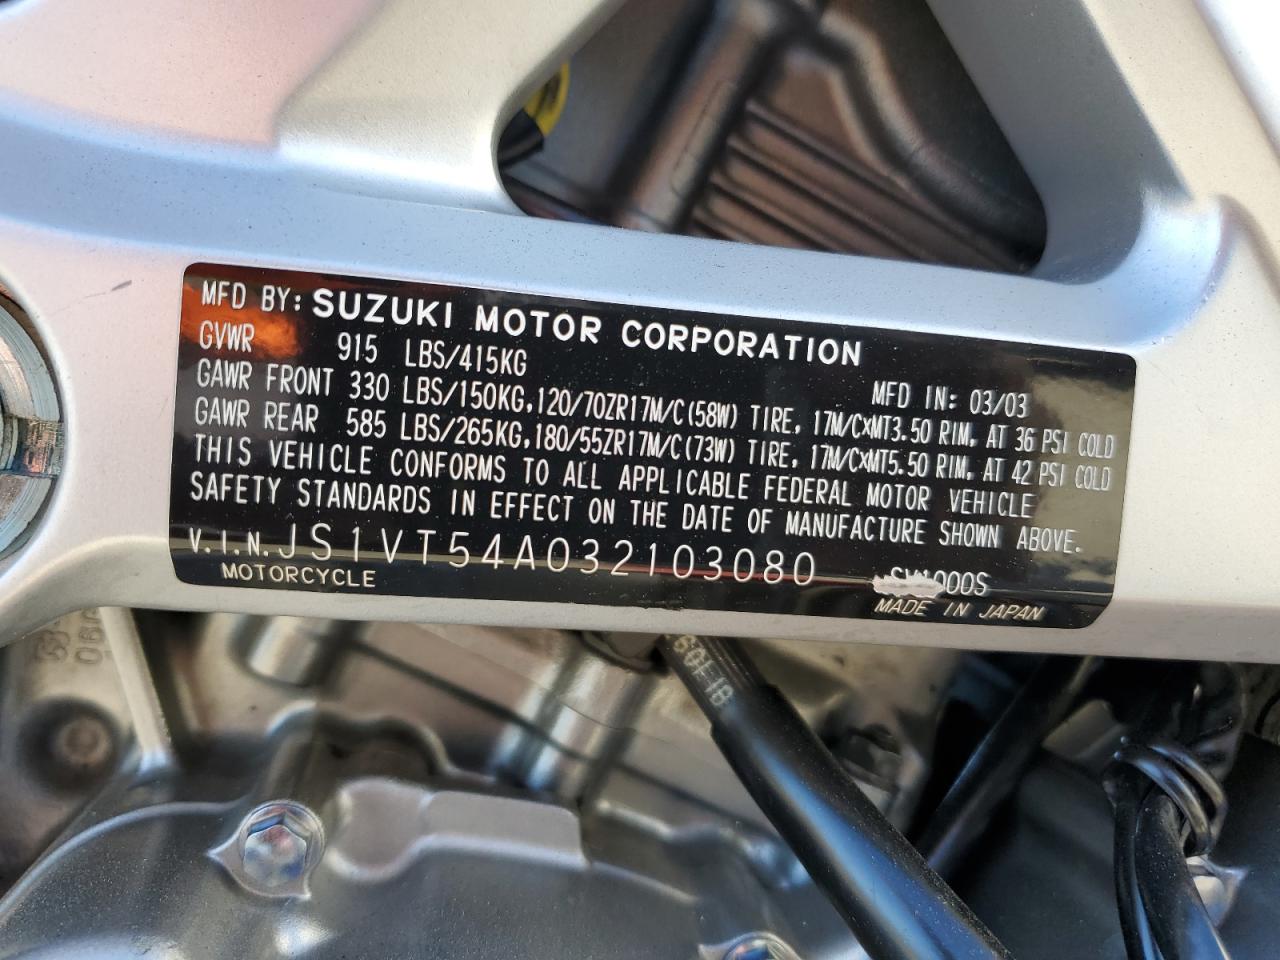 MFD BY: SUZUKI MOTOR CORPORATION
GVWR 915 LBS/415KG MFD IN: 03/03
GAWR FRONT 330 LBS/150KG,120/70ZR17M/C(58W) TIRE, 17M/CXMT3.50 RIM, AT 36 PSI COLD
GAWR REAR 585 LBS/265KG,180/55ZR17M/C(73W) TIRE, 17M/CXMT5.50 RIM, AT 42 PSI COLD
THIS VEHICLE CONFORMS TO ALL APPLICABLE FEDERAL MOTOR VEHICLE
SAFETY STANDARDS IN EFFECT ON THE DATE OF MANUFACTURE SHOWN ABOVE.
V.I.N.JS1VT54A032103080
MOTORCYCLE
MADE IN JAPAN